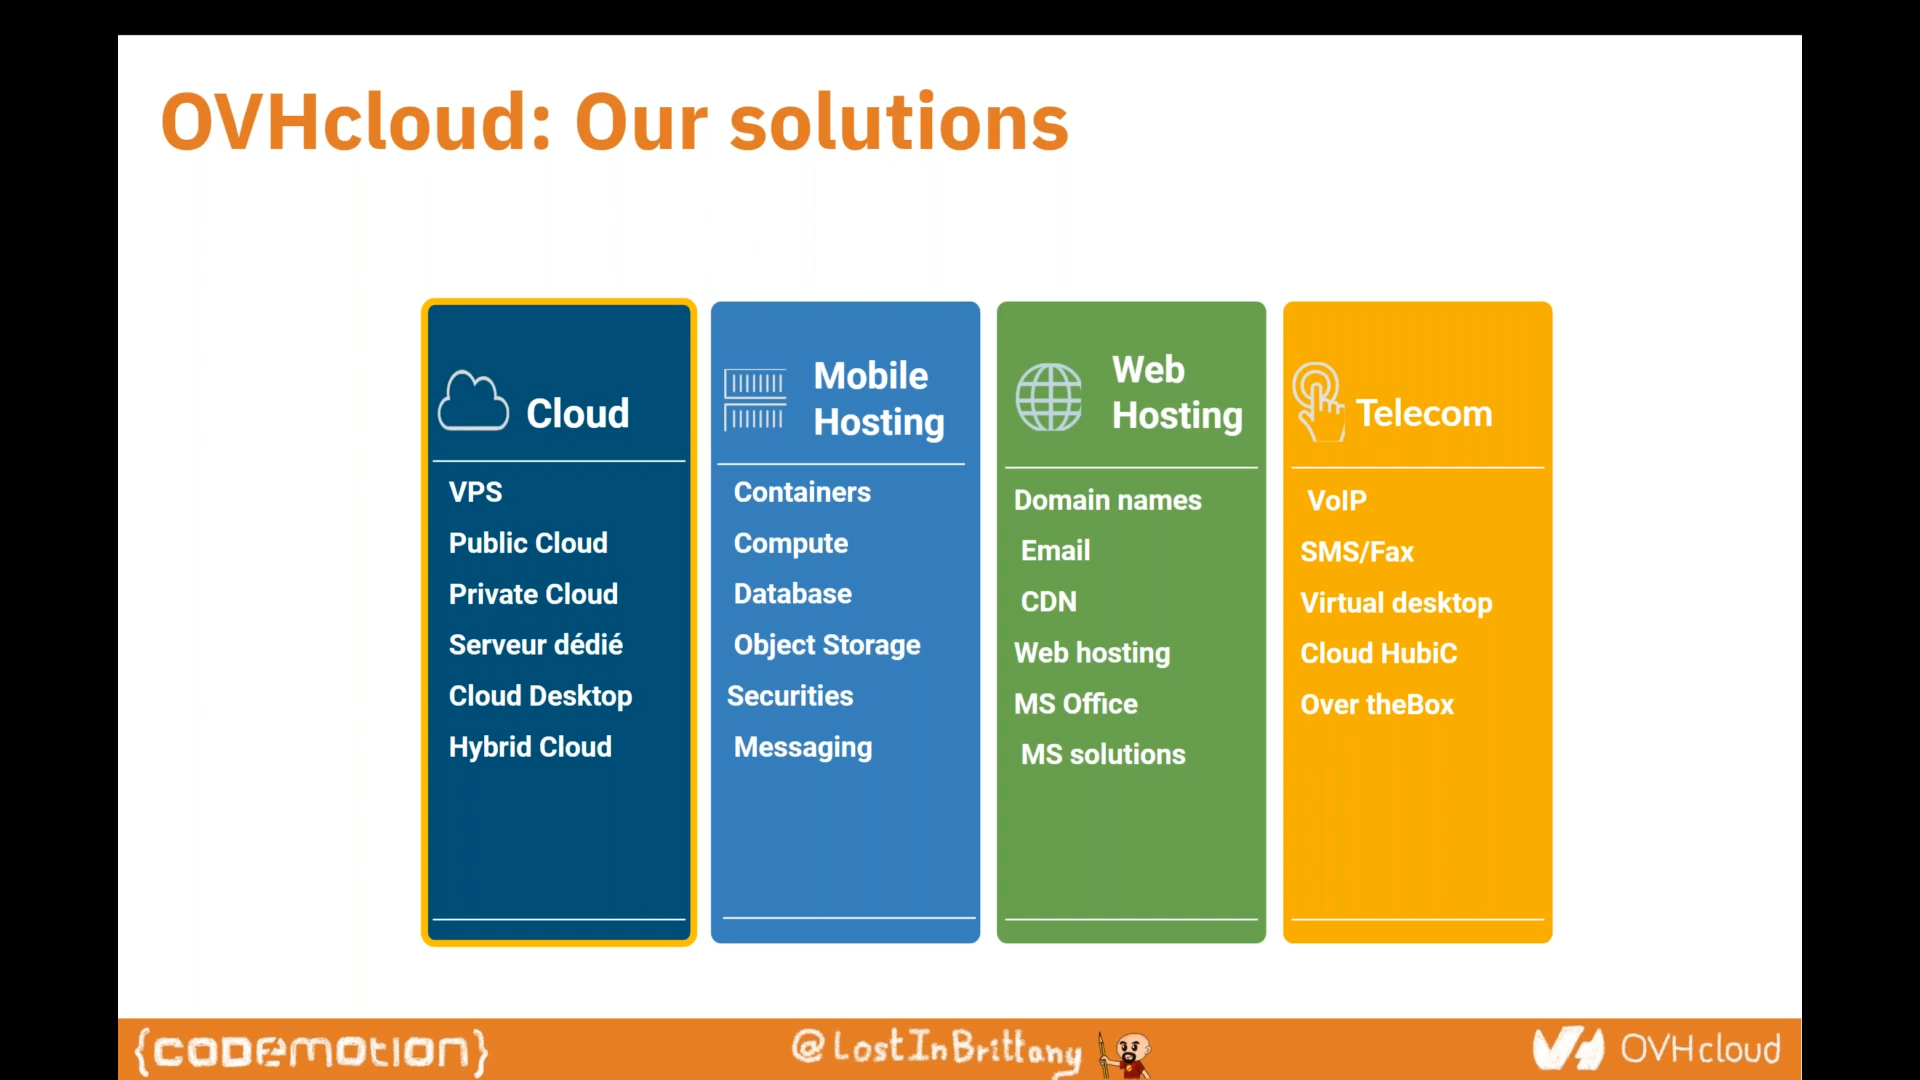 OVHcloud: Our solutions
Cloud
VPS
Public Cloud
Private Cloud
Serveur dédié
Cloud Desktop
Hybrid Cloud
Mobile
Hosting
Containers
Compute
Database
Object Storage
Securities
Messaging
Web
Hosting
Domain names
Email
CDN
Web hosting
MS Office
MS solutions
Telecom
VoIP
SMS/Fax
Virtual desktop
Cloud HubiC
Over theBox
{CODEMOTION}
@LostInBrittany
OVHcloud